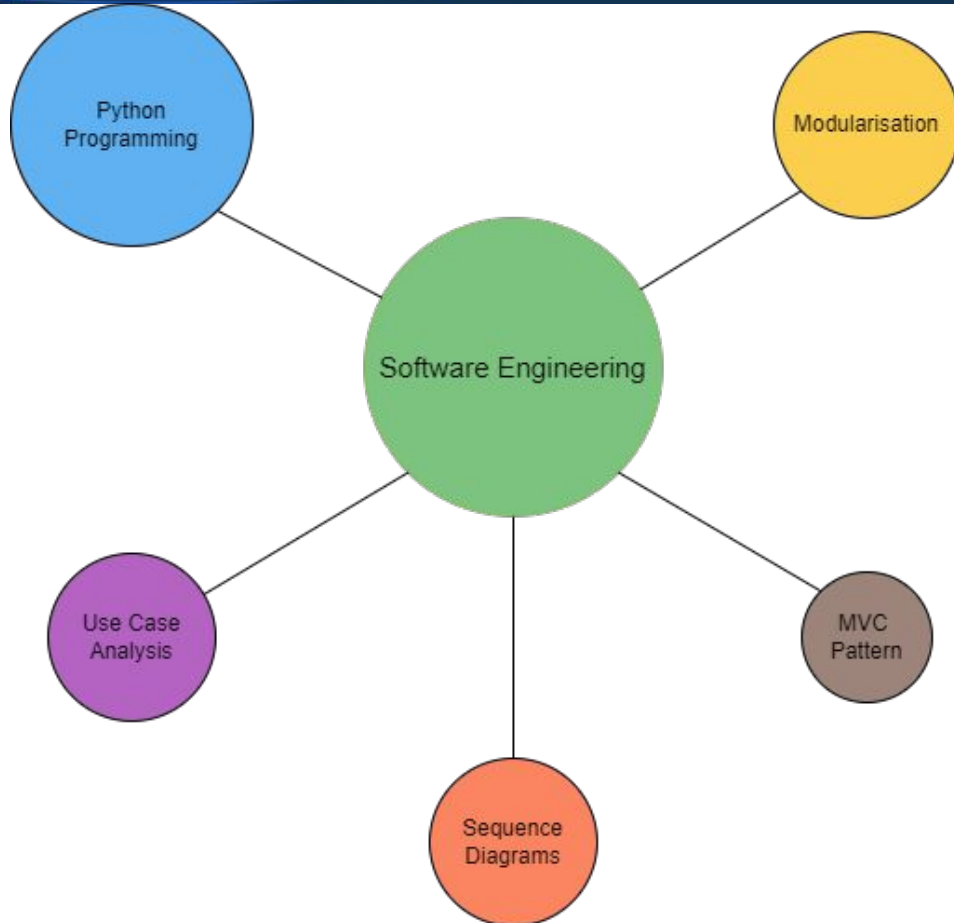 Python
Programming
Modularisation
Software Engineering
Use Case
Analysis
MVC
Pattern
Sequence
Diagrams